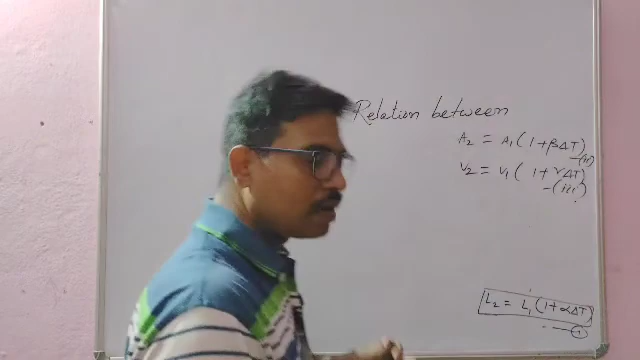 Relation between
A₂ = A₁ ( 1+βΔT)
-(ii)
V₂ = V₁ ( 1+γΔT)
-(iii)
L₂ = L₁ (1+αΔT)